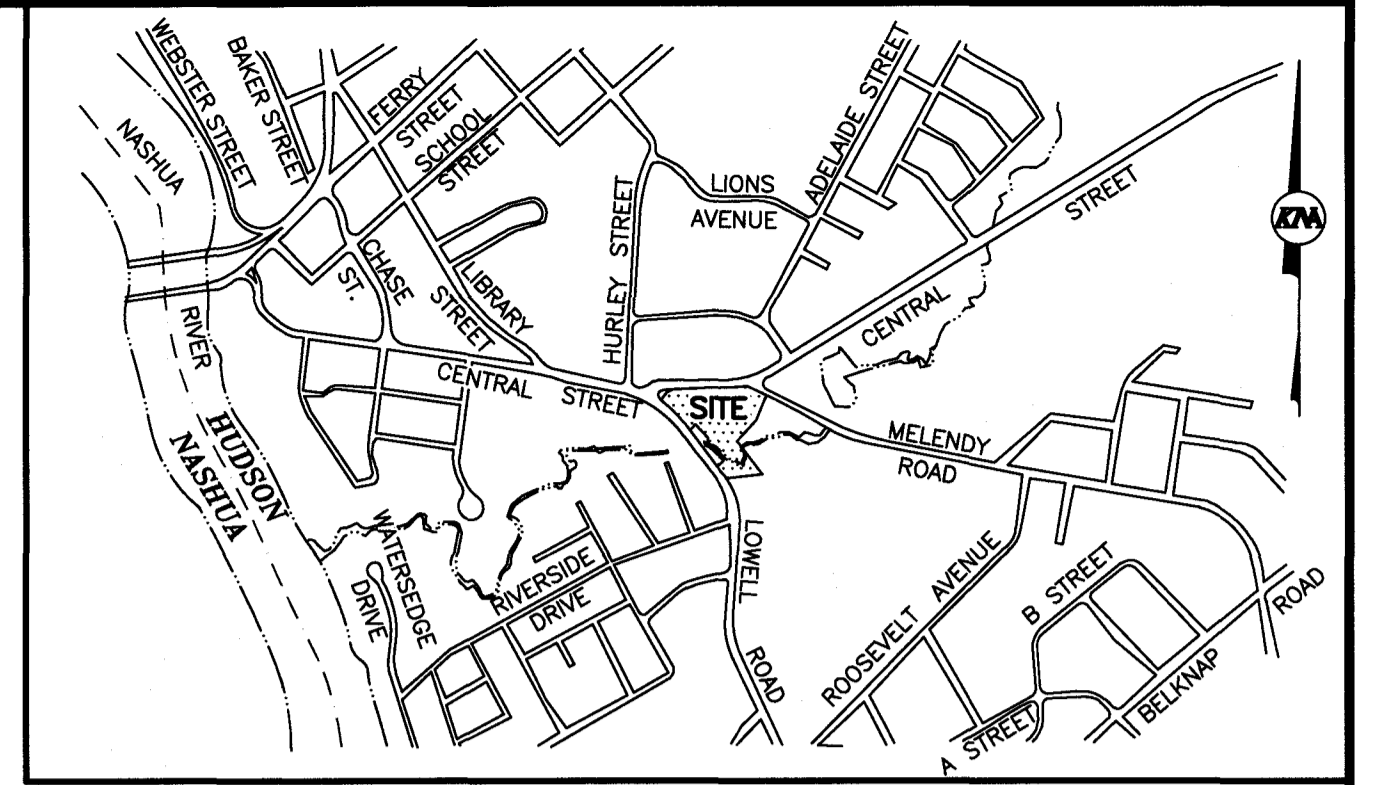 WEBSTER STREET
BAKER STREET
FERRY
STREET
SCHOOL
STREET
NASHUA
RIVER
CHASE
ST.
LIBRARY
STREET
HURLEY STREET
LIONS
AVENUE
ADELAIDE STREET
CENTRAL
STREET
KNA
CENTRAL
STREET
SITE
MELENDY
ROAD
HUDSON
NASHUA
WATERSEDGE
DRIVE
RIVERSIDE
DRIVE
LOWELL
ROAD
ROOSEVELT AVENUE
B STREET
A STREET
BELKNAP
ROAD